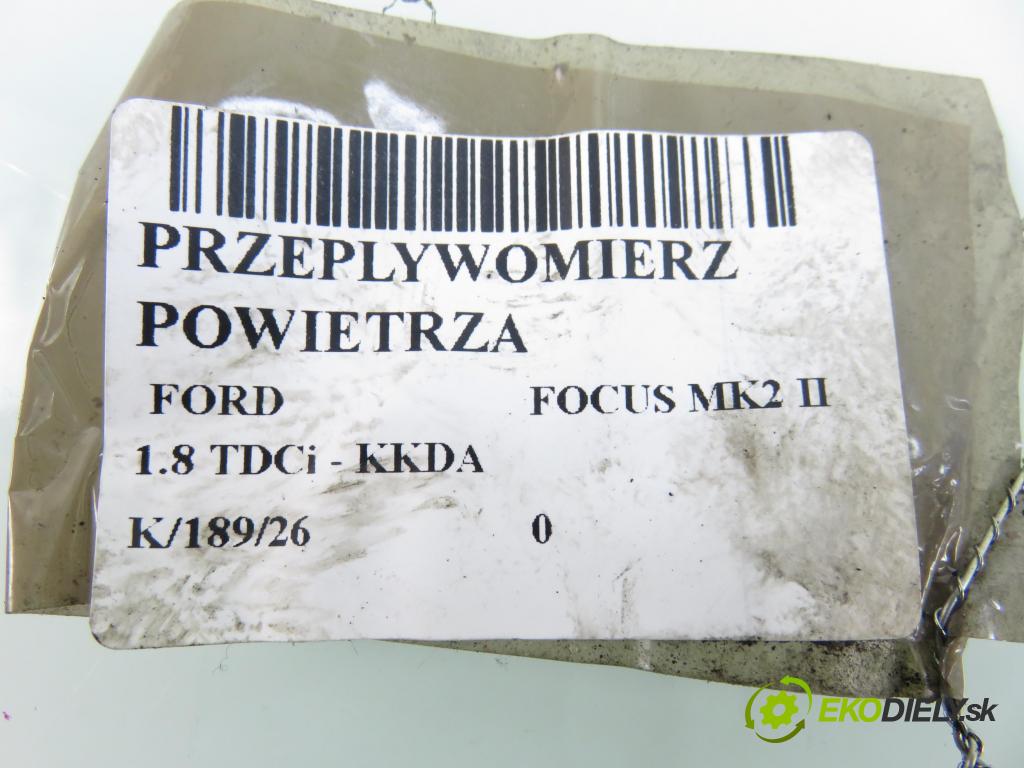 PRZEPLYWOMIERZ
POWIETRZA
FORD FOCUS MK2 II
1.8 TDCi - KKDA
K/189/26 0
EKODIELY.sk